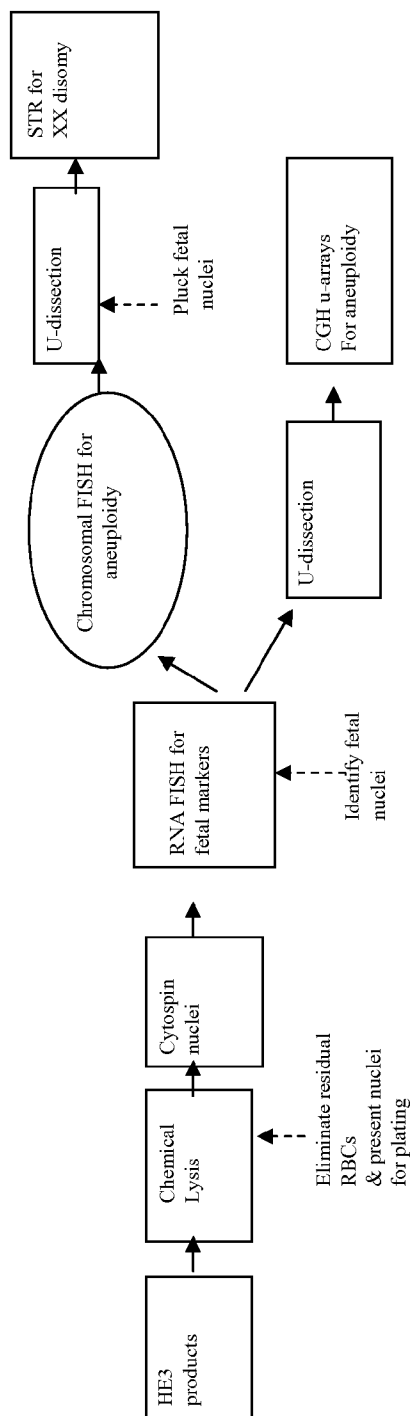 HE3
products
Chemical
Lysis
Eliminate residual
RBCs
& present nuclei
for plating
Cytospin
nuclei
RNA FISH for
fetal markers
Identify fetal
nuclei
Chromosomal FISH for
aneuploidy
U-dissection
Pluck fetal
nuclei
STR for
XX disomy
U-dissection
CGH u-arrays
For aneuploidy